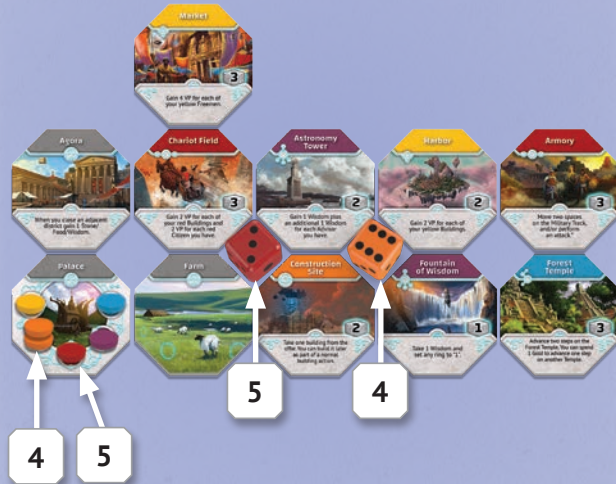 Market
3
Gain 4 VP for each of
your yellow Freemen.
Agora
When you close an adjacent
district gain 1 Stone/
Food/Wisdom.
Chariot Field
3
Gain 2 VP for each of
your red Buildings and
2 VP for each red
Citizen you have.
Astronomy
Tower
2
Gain 1 Wisdom plus
an additional 1 Wisdom
for each Advisor
you have.
Harbor
2
Gain 2 VP for each of
your yellow Buildings.
Armory
3
Move two spaces
on the Military Track,
and/or perform
an attack.*
Palace
Farm
Construction
Site
2
Take one building from the
offer. You can build it later
as part of a normal
building action.
Fountain
of Wisdom
1
Take 1 Wisdom and
set any ring to "1".
Forest
Temple
3
Advance two steps on the
Forest Temple. You can spend
1 Gold to advance one step
on another Temple.
5
4
4
5